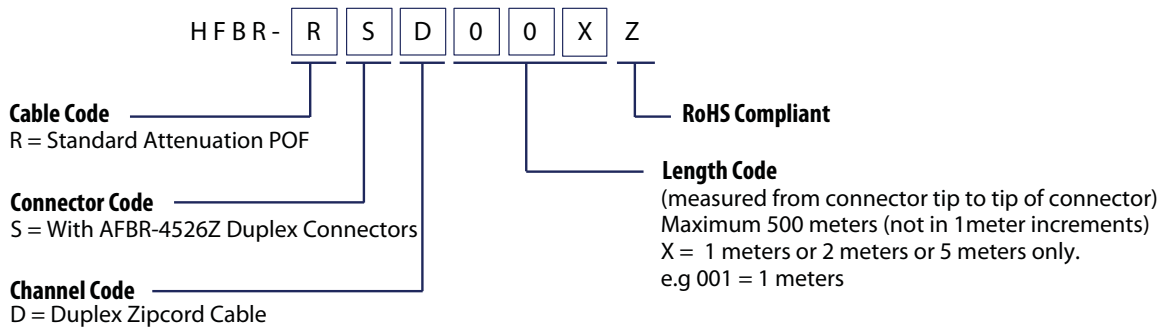 HFBR-RSD00XZ
Cable Code
R = Standard Attenuation POF
Connector Code
S = With AFBR-4526Z Duplex Connectors
Channel Code
D = Duplex Zipcord Cable
RoHS Compliant
Length Code
(measured from connector tip to tip of connector)
Maximum 500 meters (not in 1meter increments)
X = 1 meters or 2 meters or 5 meters only.
e.g 001 = 1 meters